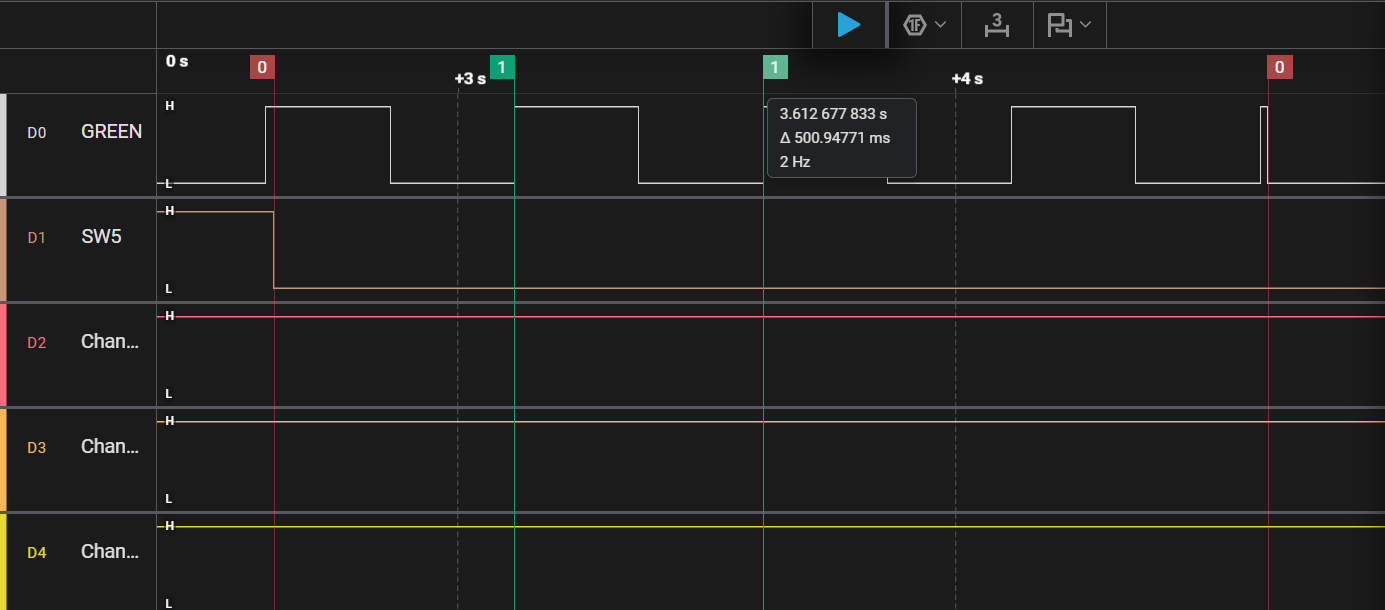 1F
3
0 s
0
+3 s
1
1
+4 s
0
3.612 677 833 s
Δ 500.94771 ms
2 Hz
D0
GREEN
H
L
D1
SW5
H
L
D2
Chan...
H
L
D3
Chan...
H
L
D4
Chan...
H
L